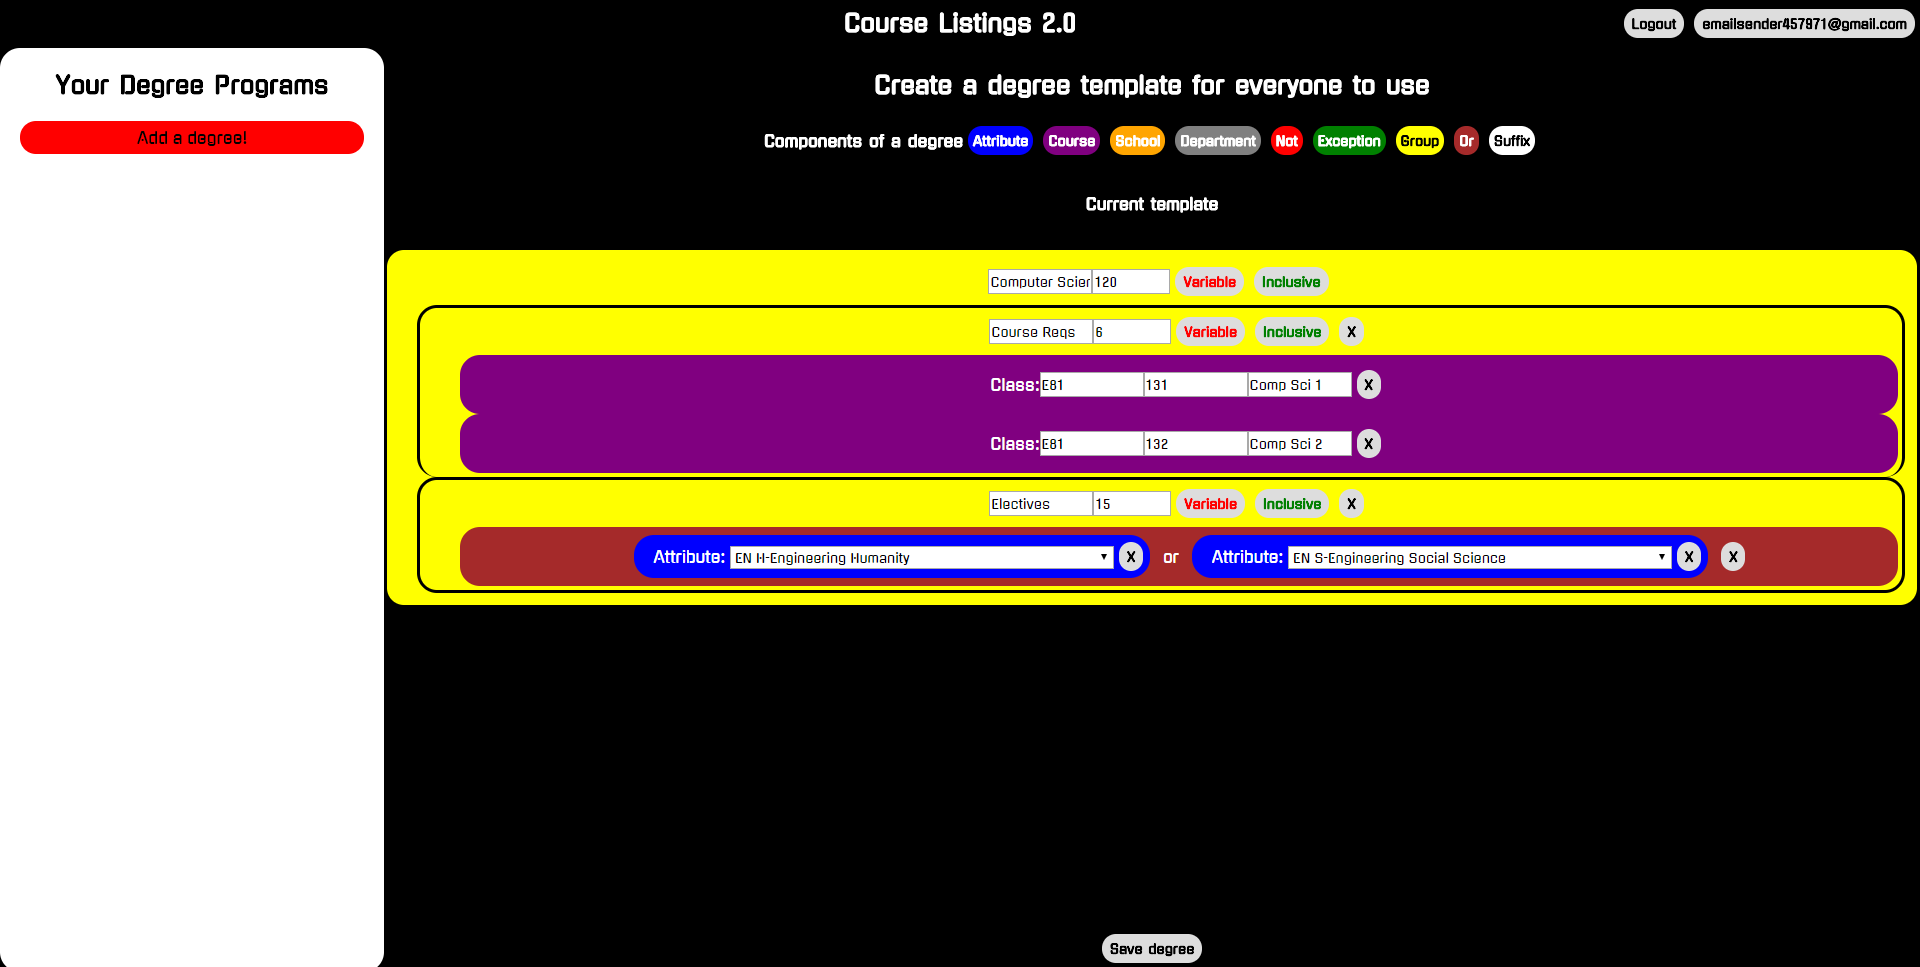 Course Listings 2.0
Logout emailsender457971@gmail.com
Your Degree Programs
Add a degree!
Create a degree template for everyone to use
Components of a degree Attribute Course School Department Not Exception Group Or Suffix
Current template
Computer Scien 120 Variable Inclusive
Course Reqs 6 Variable Inclusive X
Class: E81 131 Comp Sci 1 X
Class: E81 132 Comp Sci 2 X
Electives 15 Variable Inclusive X
Attribute: EN H-Engineering Humanity X or Attribute: EN S-Engineering Social Science X X
Save degree